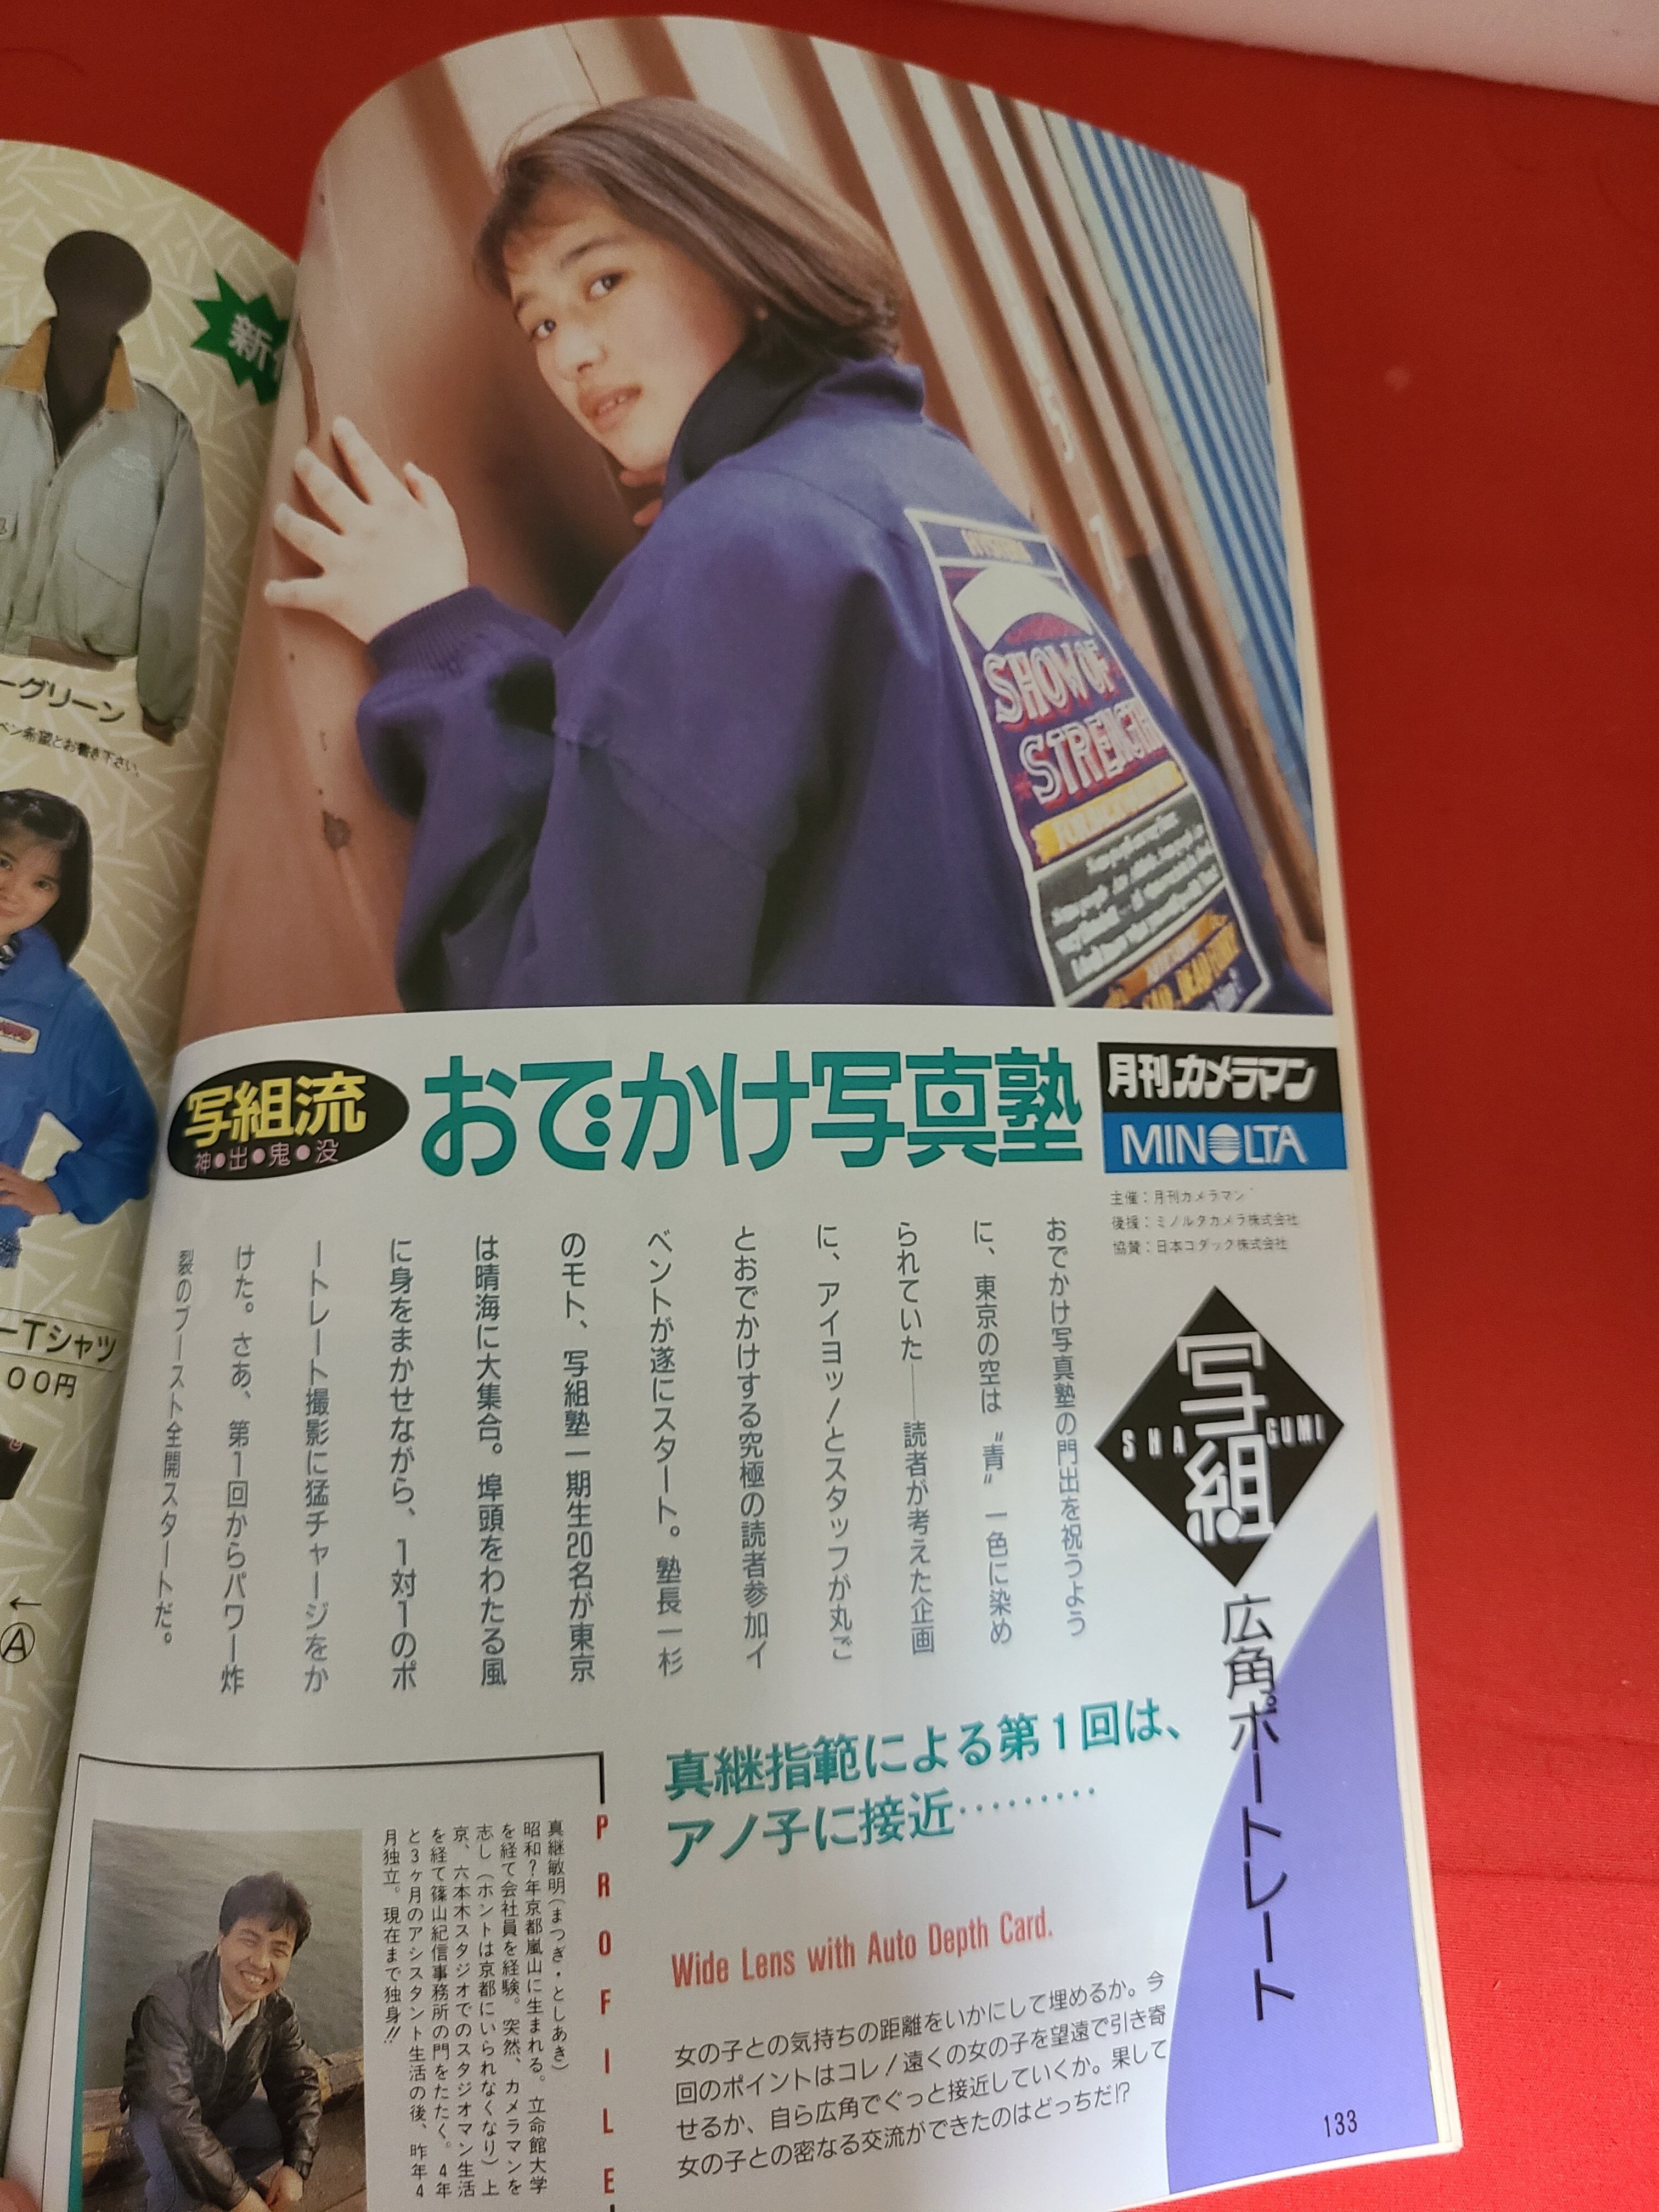 新
ーグリーン
ペン希望とお書き下さい。
ーTシャツ
00円
←
Ⓐ
5
7
SHOW OF
STRENGTH
写組流
神●出●鬼●没
おでかけ写真塾
月刊カメラマン
MINOLTA
主催：月刊カメラマン
後援：ミノルタカメラ株式会社
協賛：日本コダック株式会社
写組
SHA GUMI
広角ポートレート
おでかけ写真塾の門出を祝うよう
に、東京の空は〝青〟一色に染め
られていた──読者が考えた企画
に、アイヨッ！とスタッフが丸ご
とおでかけする究極の読者参加イ
ベントが遂にスタート。塾長一杉
のモト、写組塾一期生20名が東京
は晴海に大集合。埠頭をわたる風
に身をまかせながら、1対1のポ
ートレート撮影に猛チャージをか
けた。さあ、第1回からパワー炸
裂のブースト全開スタートだ。
真継指範による第1回は、
アノ子に接近………
Wide Lens with Auto Depth Card.
女の子との気持ちの距離をいかにして埋めるか。今
回のポイントはコレ！遠くの女の子を望遠で引き寄
せるか、自ら広角でぐっと接近していくか。果して
女の子との密なる交流ができたのはどっちだ!?
PROFILE
真継敏明（まつぎ・としあき）
昭和？年京都嵐山に生まれる。立命館大学
を経て会社員を経験。突然、カメラマンを
志し（ホントは京都にいられなくなり）上
京、六本木スタジオでのスタジオマン生活
を経て篠山紀信事務所の門をたたく。4年
と3ヶ月のアシスタント生活の後、昨年4
月独立。現在まで独身!!
133